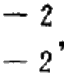 — 2
— 2,